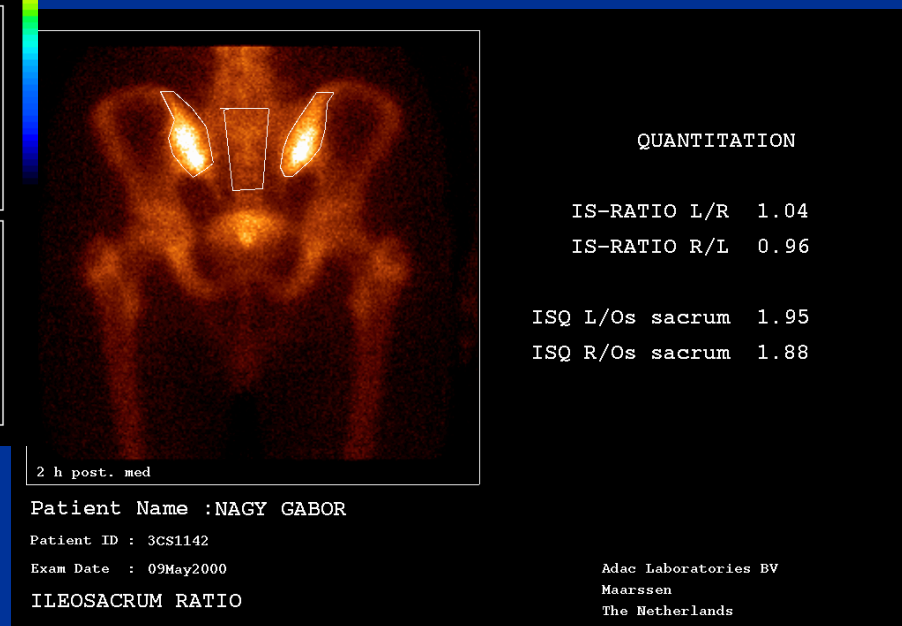 QUANTITATION
IS-RATIO L/R 1.04
IS-RATIO R/L 0.96
ISQ L/Os sacrum 1.95
ISQ R/Os sacrum 1.88
2 h post. med
Patient Name :NAGY GABOR
Patient ID : 3CS1142
Exam Date : 09May2000
ILEOSACRUM RATIO
Adac Laboratories BV
Maarssen
The Netherlands